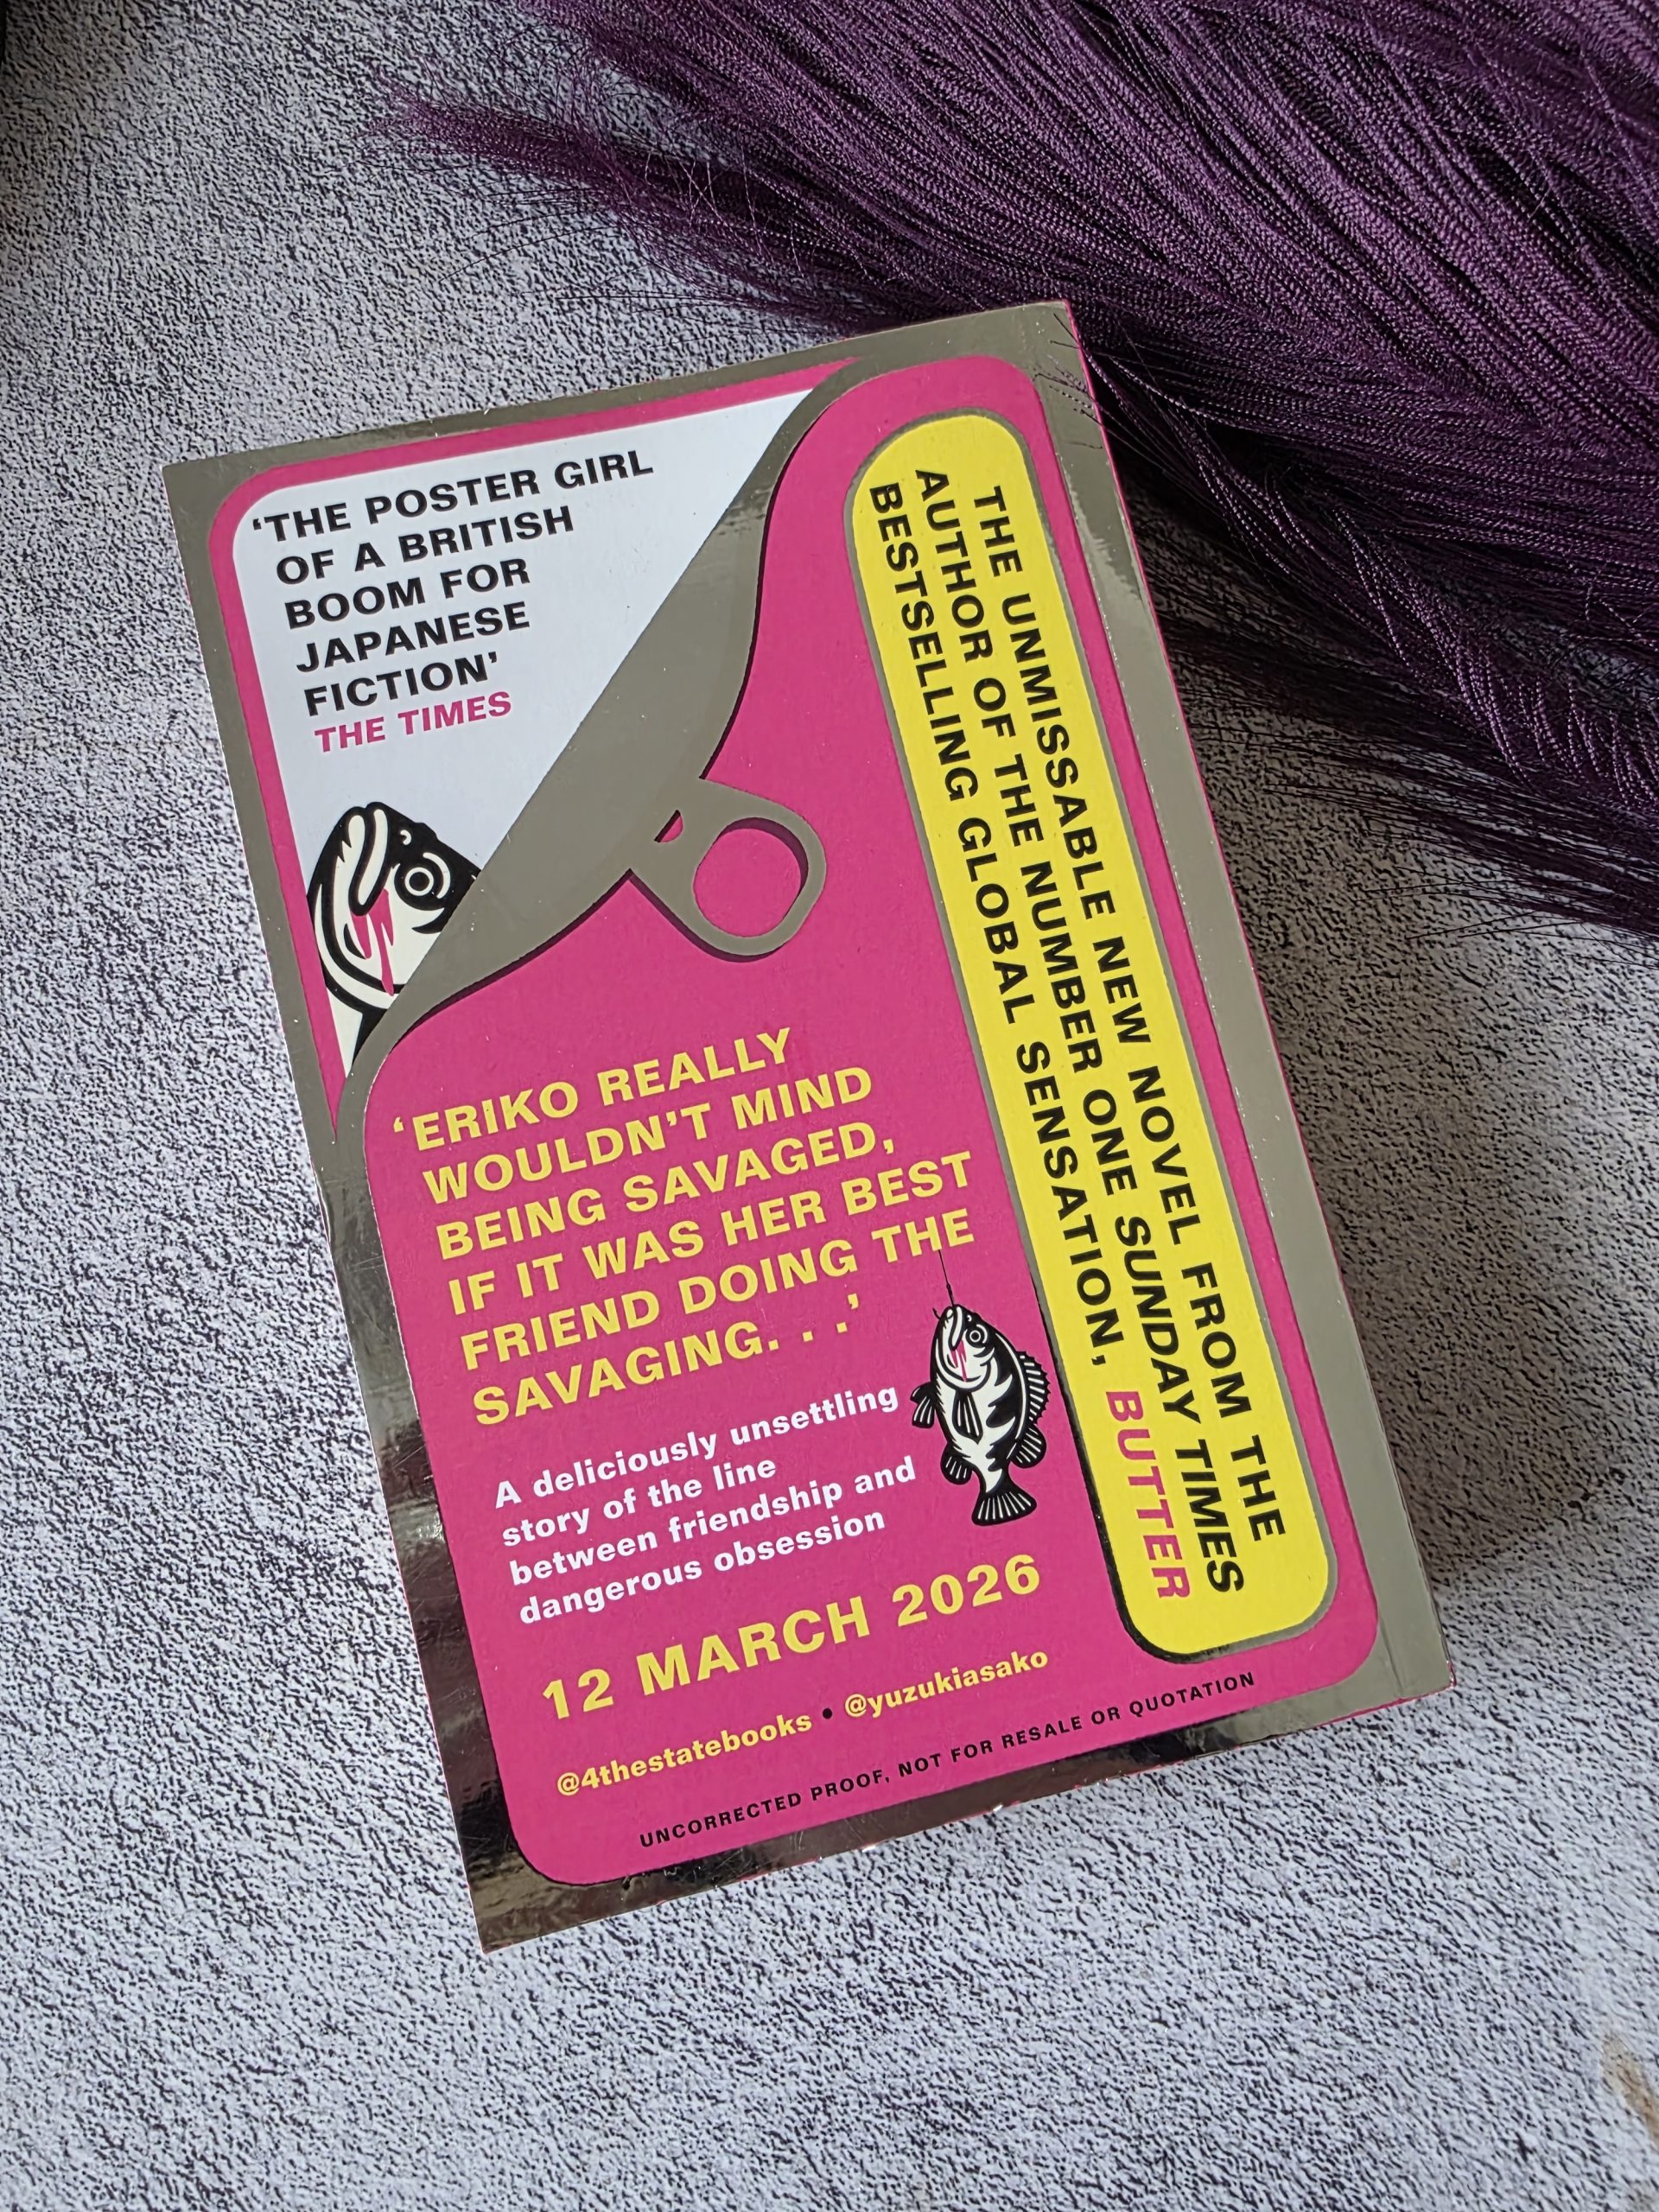 ‘THE POSTER GIRL
OF A BRITISH
BOOM FOR
JAPANESE
FICTION’
THE TIMES
THE UNMISSABLE NEW NOVEL FROM THE
AUTHOR OF THE NUMBER ONE SUNDAY TIMES
BESTSELLING GLOBAL SENSATION, BUTTER
‘ERIKO REALLY
WOULDN’T MIND
BEING SAVAGED,
IF IT WAS HER BEST
FRIEND DOING THE
SAVAGING. . .’
A deliciously unsettling
story of the line
between friendship and
dangerous obsession
12 MARCH 2026
@4thestatebooks • @yuzukiasako
UNCORRECTED PROOF, NOT FOR RESALE OR QUOTATION